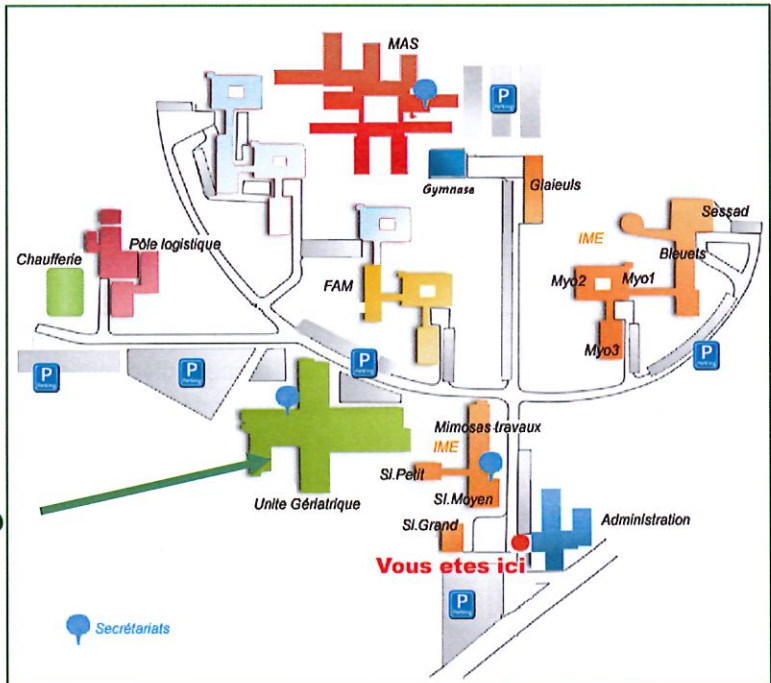 MAS
P
Parking
Gymnase
Glaieuls
Sessad
IME
Bleuets
Pôle logistique
Chaufferie
FAM
Myo2
Myo1
Myo3
P
Parking
P
Parking
P
Parking
P
Parking
Mimosas travaux
IME
Sl.Petit
Sl.Moyen
Unite Gériatrique
Sl.Grand
Administration
Vous etes ici
P
Parking
Secrétariats